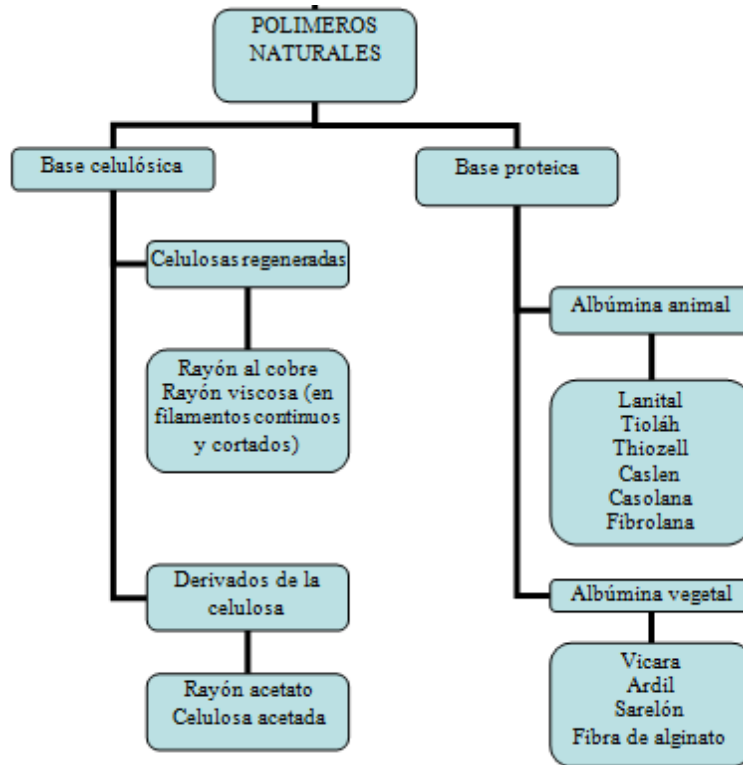 POLIMEROS
NATURALES
Base celulósica
Celulosas regeneradas
Rayón al cobre
Rayón viscosa (en
filamentos continuos
y cortados)
Derivados de la
celulosa
Rayón acetato
Celulosa acetada
Base proteica
Albúmina animal
Lanital
Tioláh
Thiozell
Caslen
Casolana
Fibrolana
Albúmina vegetal
Vicara
Ardil
Sarelón
Fibra de alginato